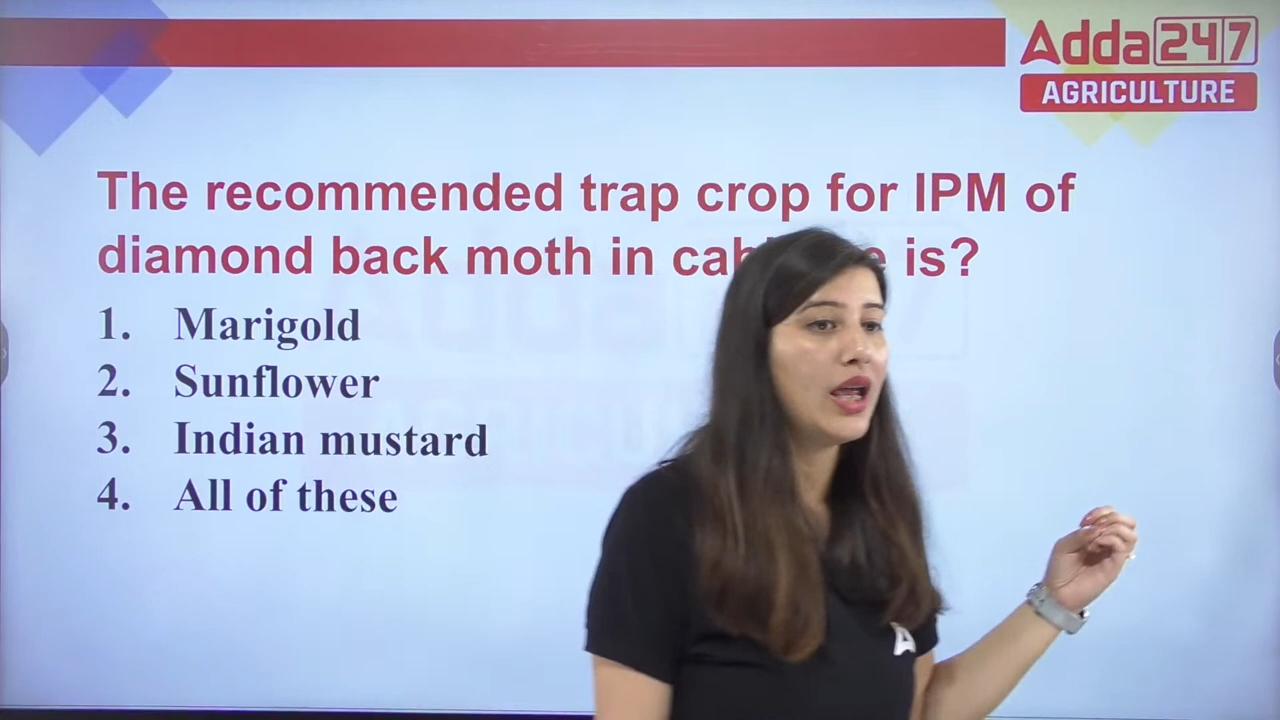 Adda247
AGRICULTURE
The recommended trap crop for IPM of
diamond back moth in is?
1. Marigold
2. Sunflower
3. Indian mustard
4. All of these